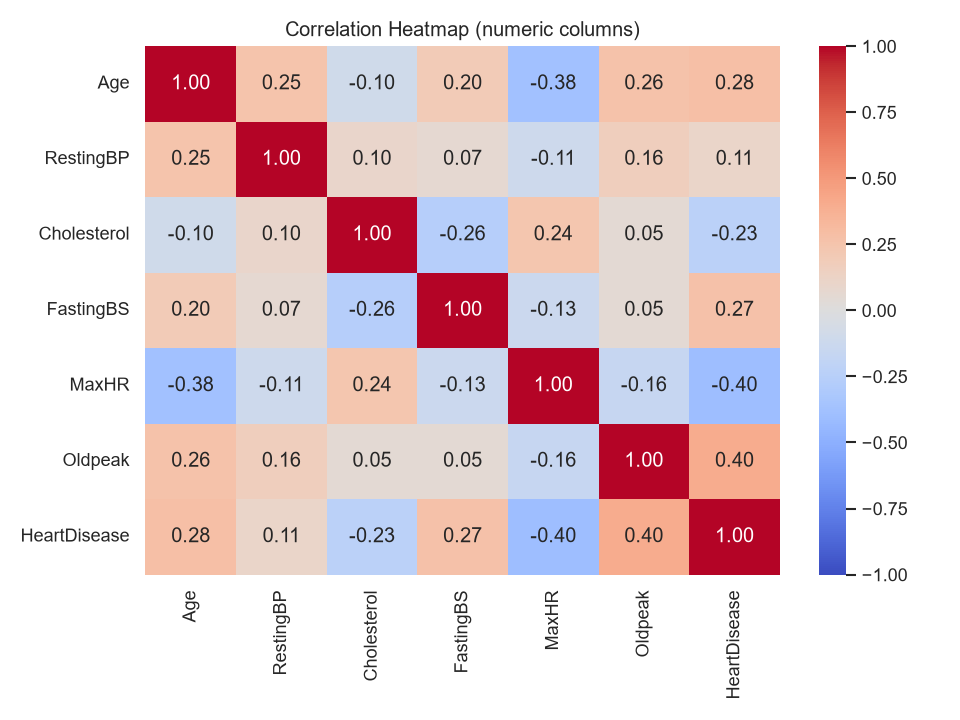 Correlation Heatmap (numeric columns)
Age 1.00 0.25 -0.10 0.20 -0.38 0.26 0.28
RestingBP 0.25 1.00 0.10 0.07 -0.11 0.16 0.11
Cholesterol -0.10 0.10 1.00 -0.26 0.24 0.05 -0.23
FastingBS 0.20 0.07 -0.26 1.00 -0.13 0.05 0.27
MaxHR -0.38 -0.11 0.24 -0.13 1.00 -0.16 -0.40
Oldpeak 0.26 0.16 0.05 0.05 -0.16 1.00 0.40
HeartDisease 0.28 0.11 -0.23 0.27 -0.40 0.40 1.00
Age
RestingBP
Cholesterol
FastingBS
MaxHR
Oldpeak
HeartDisease
1.00
0.75
0.50
0.25
0.00
−0.25
−0.50
−0.75
−1.00